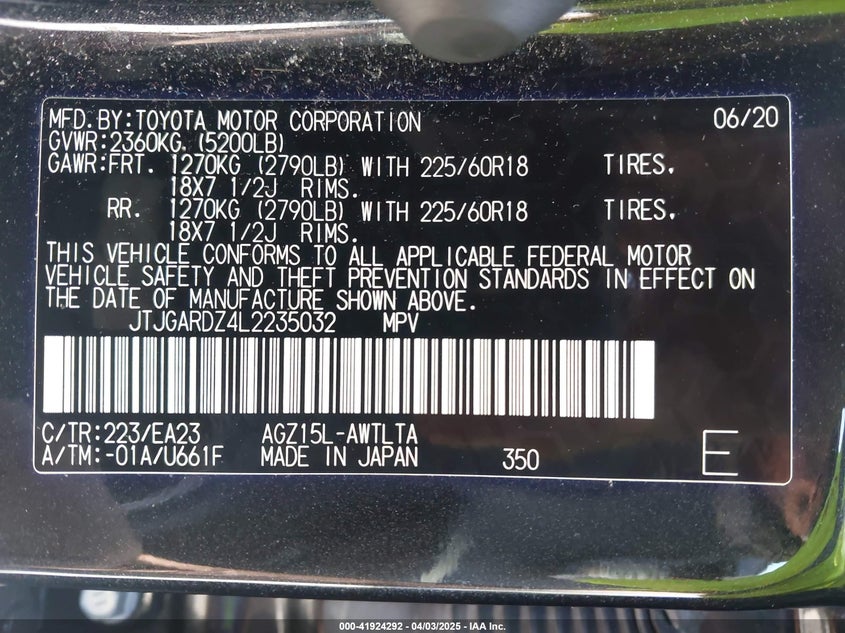 MFD.BY:TOYOTA MOTOR CORPORATION 06/20
GVWR:2360KG (5200LB)
GAWR:FRT. 1270KG (2790LB) WITH 225/60R18 TIRES.
18X7 1/2J RIMS.
RR. 1270KG (2790LB) WITH 225/60R18 TIRES.
18X7 1/2J RIMS.
THIS VEHICLE CONFORMS TO ALL APPLICABLE FEDERAL MOTOR
VEHICLE SAFETY AND THEFT PREVENTION STANDARDS IN EFFECT ON
THE DATE OF MANUFACTURE SHOWN ABOVE.
JTJGARDZ4L2235032 MPV
C/TR:223/EA23 AGZ15L-AWTLTA
A/TM:-01A/U661F MADE IN JAPAN 350 E
000-41924292 - 04/03/2025 - IAA Inc.